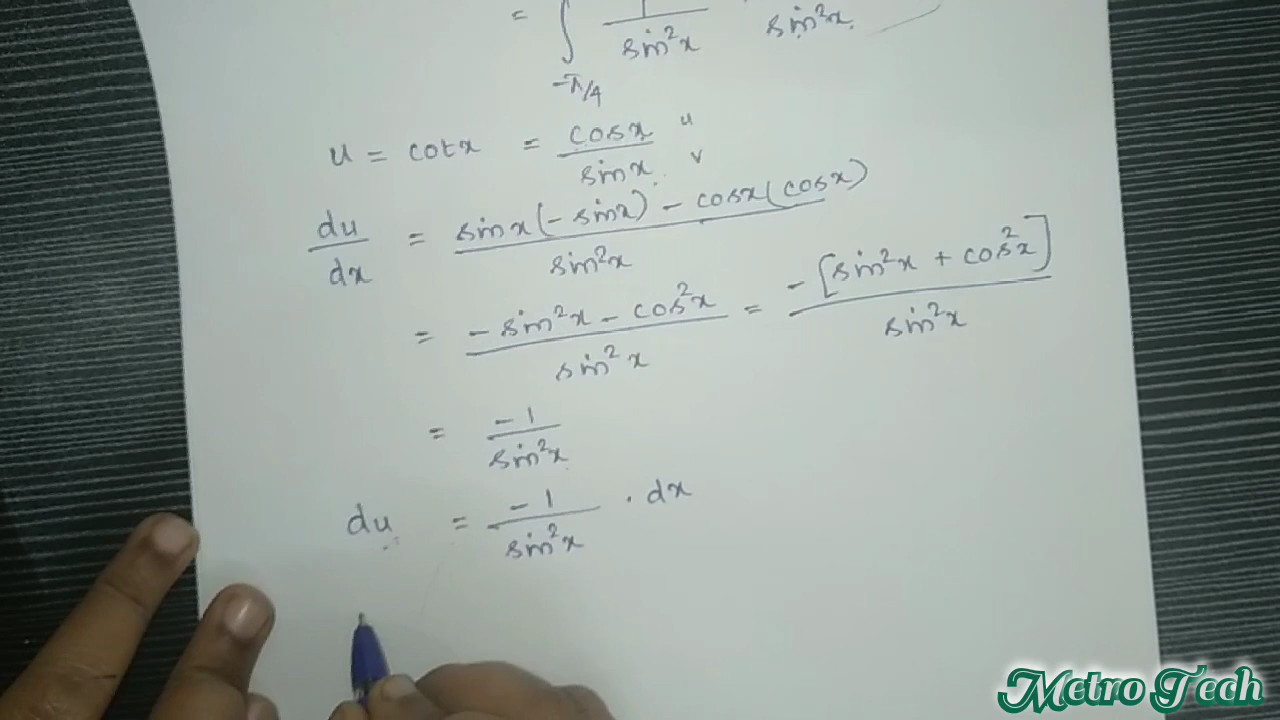 = ∫ 1/sin²x sin²x
-π/4
u = cotx = cosx/sinx u v
du/dx = sinx(-sinx) - cosx(cosx)/sin²x
= -sin²x - cos²x/sin²x = -[sin²x + cos²x]/sin²x
= -1/sin²x
du = -1/sin²x . dx
Metro Tech